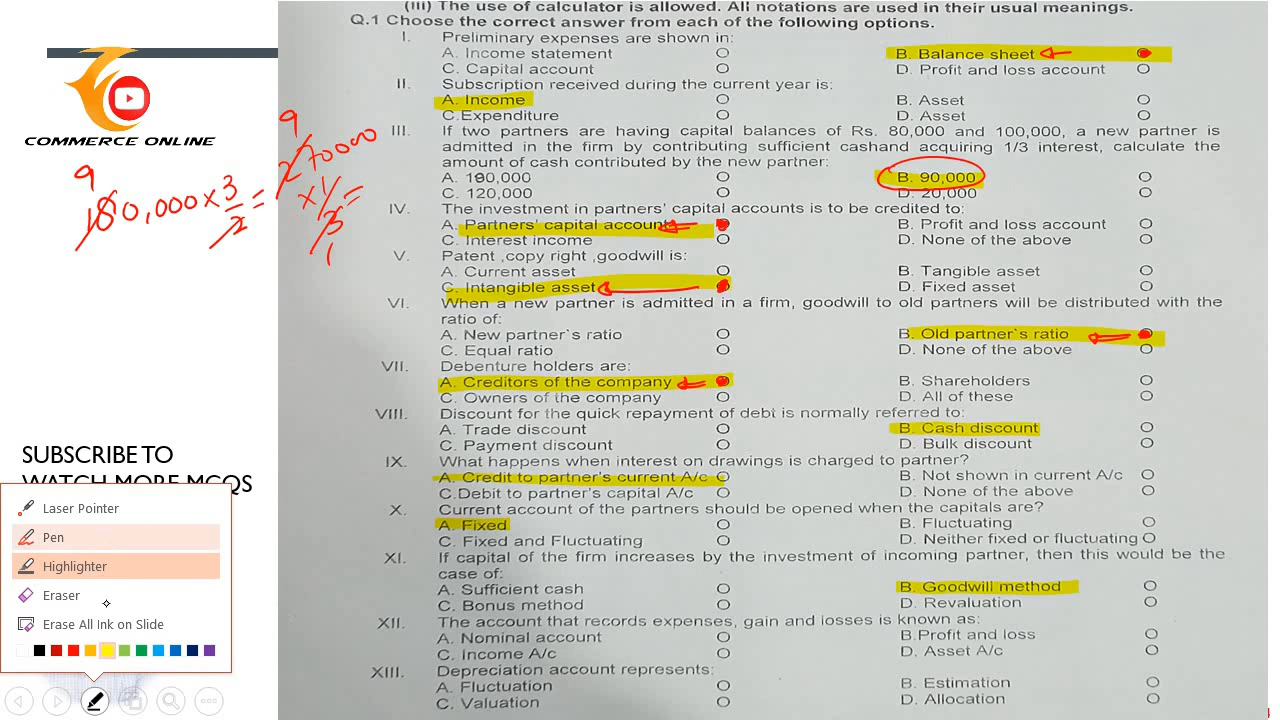 (III) The use of calculator is allowed. All notations are used in their usual meanings.
Q.1 Choose the correct answer from each of the following options.
I. Preliminary expenses are shown in:
A. Income statement O B. Balance sheet
C. Capital account O D. Profit and loss account O
II. Subscription received during the current year is:
A. Income O B. Asset O
C.Expenditure O D. Asset O
III. If two partners are having capital balances of Rs. 80,000 and 100,000, a new partner is
admitted in the firm by contributing sufficient cashand acquiring 1/3 interest, calculate the
amount of cash contributed by the new partner:
A. 190,000 O B. 90,000 O
C. 120,000 O D. 20,000 O
IV. The investment in partners' capital accounts is to be credited to:
A. Partners' capital account O B. Profit and loss account O
C. Interest income O D. None of the above O
V. Patent ,copy right ,goodwill is:
A. Current asset O B. Tangible asset O
C. Intangible asset O D. Fixed asset O
VI. When a new partner is admitted in a firm, goodwill to old partners will be distributed with the
ratio of:
A. New partner`s ratio O B. Old partner`s ratio O
C. Equal ratio O D. None of the above O
VII. Debenture holders are:
A. Creditors of the company O B. Shareholders O
C. Owners of the company O D. All of these O
VIII. Discount for the quick repayment of debt is normally referred to:
A. Trade discount O B. Cash discount O
C. Payment discount O D. Bulk discount O
IX. What happens when interest on drawings is charged to partner?
A. Credit to partner's current A/c O B. Not shown in current A/c O
C.Debit to partner's capital A/c O D. None of the above O
X. Current account of the partners should be opened when the capitals are?
A. Fixed O B. Fluctuating O
C. Fixed and Fluctuating O D. Neither fixed or fluctuating O
XI. If capital of the firm increases by the investment of incoming partner, then this would be the
case of:
A. Sufficient cash O B. Goodwill method O
C. Bonus method O D. Revaluation O
XII. The account that records expenses, gain and losses is known as:
A. Nominal account O B.Profit and loss O
C. Income A/c O D. Asset A/c O
XIII. Depreciation account represents:
A. Fluctuation O B. Estimation O
C. Valuation O D. Allocation O
COMMERCE ONLINE
9 9
180,000 × 3/2 = 270000
× 1/3 =
1
SUBSCRIBE TO
WATCH MORE MCQS
Laser Pointer
Pen
Highlighter
Eraser
Erase All Ink on Slide